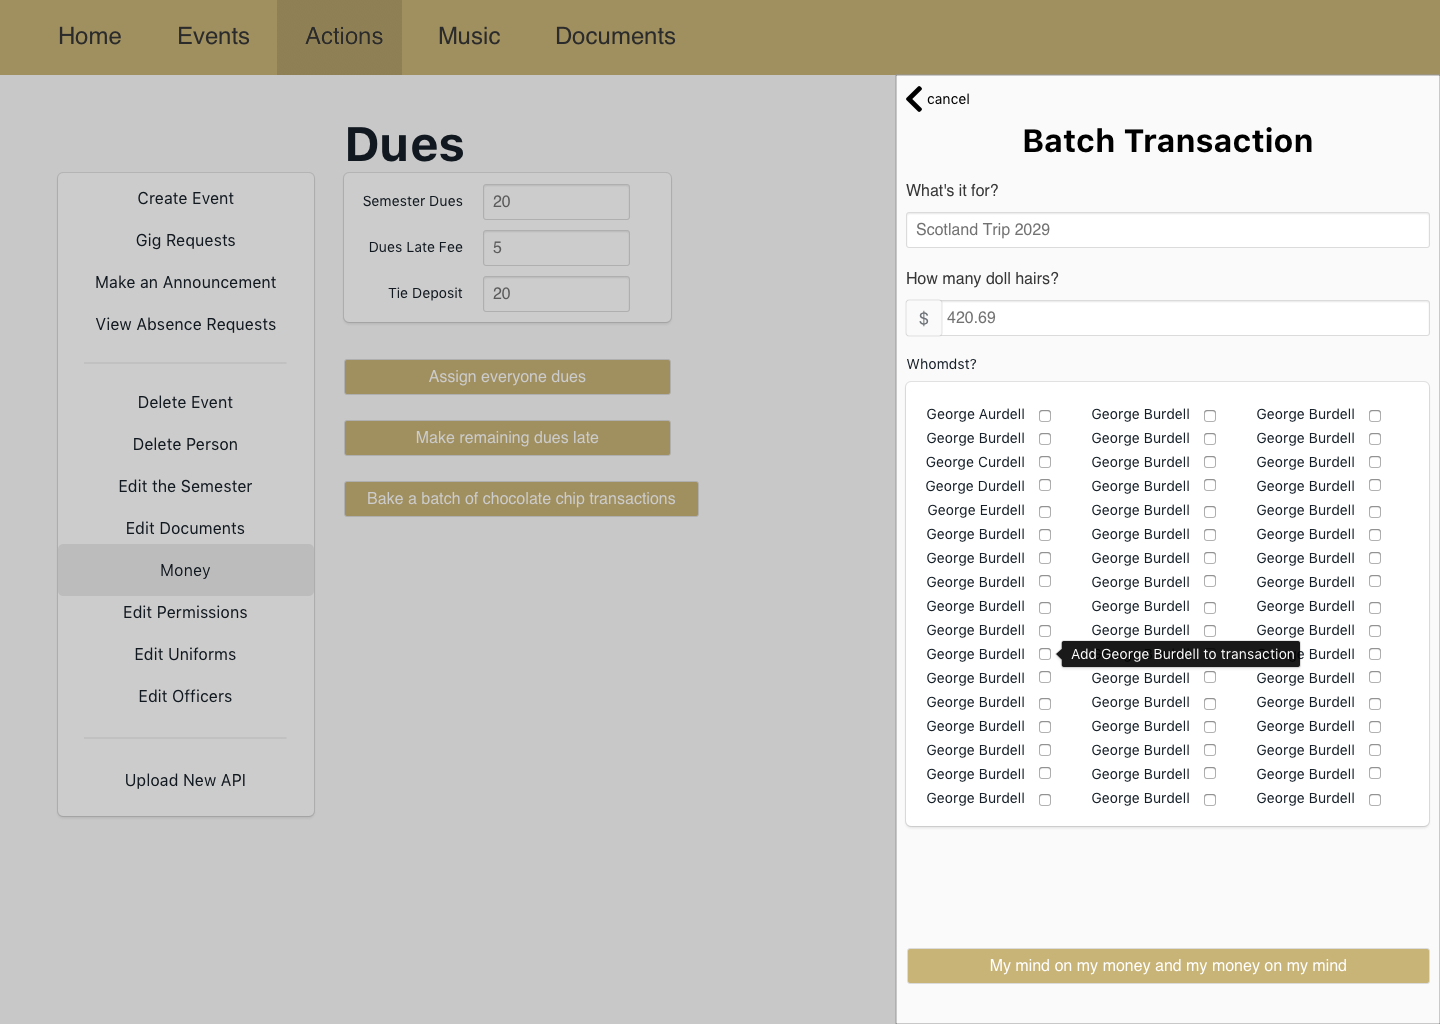 Home Events Actions Music Documents
Dues
Create Event
Gig Requests
Make an Announcement
View Absence Requests
Delete Event
Delete Person
Edit the Semester
Edit Documents
Money
Edit Permissions
Edit Uniforms
Edit Officers
Upload New API
Semester Dues 20
Dues Late Fee 5
Tie Deposit 20
Assign everyone dues
Make remaining dues late
Bake a batch of chocolate chip transactions
cancel
Batch Transaction
What's it for?
Scotland Trip 2029
How many doll hairs?
$ 420.69
Whomdst?
George Aurdell George Burdell George Burdell
George Burdell George Burdell George Burdell
George Curdell George Burdell George Burdell
George Durdell George Burdell George Burdell
George Eurdell George Burdell George Burdell
George Burdell George Burdell George Burdell
George Burdell George Burdell George Burdell
George Burdell George Burdell George Burdell
George Burdell George Burdell George Burdell
George Burdell George Burdell George Burdell
George Burdell Add George Burdell to transaction Burdell
George Burdell George Burdell George Burdell
George Burdell George Burdell George Burdell
George Burdell George Burdell George Burdell
George Burdell George Burdell George Burdell
George Burdell George Burdell George Burdell
George Burdell George Burdell George Burdell
My mind on my money and my money on my mind